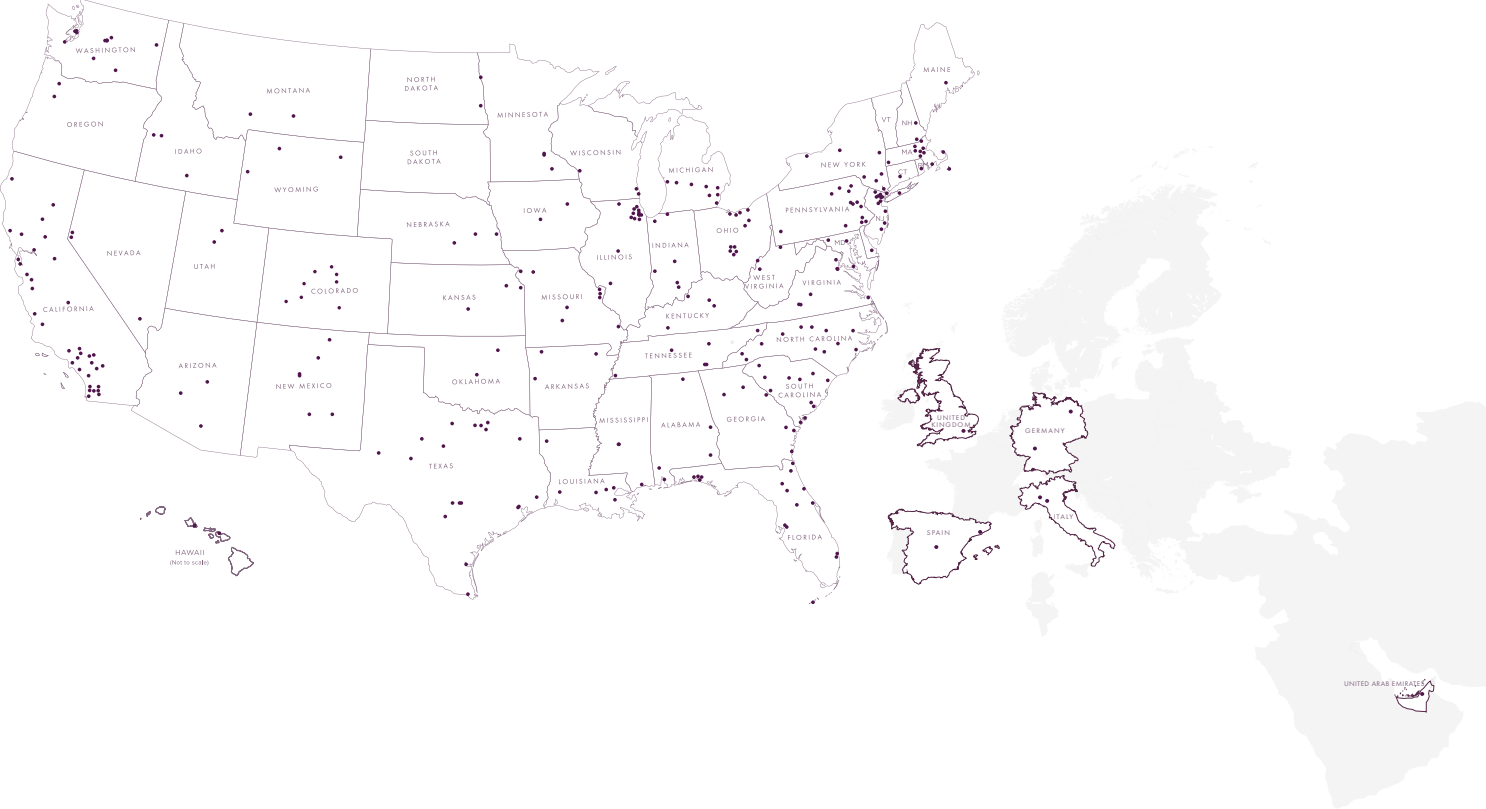 WASHINGTON
MONTANA
NORTH
DAKOTA
MINNESOTA
MAINE
OREGON
IDAHO
SOUTH
DAKOTA
WISCONSIN
MICHIGAN
VT
NH
MA
CT
NEW YORK
WYOMING
NEBRASKA
IOWA
PENNSYLVANIA
NJ
OHIO
INDIANA
ILLINOIS
MD
NEVADA
UTAH
COLORADO
KANSAS
MISSOURI
WEST
VIRGINIA
VIRGINIA
KENTUCKY
CALIFORNIA
ARIZONA
NEW MEXICO
OKLAHOMA
ARKANSAS
TENNESSEE
NORTH CAROLINA
SOUTH
CAROLINA
MISSISSIPPI
ALABAMA
GEORGIA
TEXAS
LOUISIANA
FLORIDA
HAWAII
(Not to scale)
UNITED
KINGDOM
GERMANY
ITALY
SPAIN
UNITED ARAB EMIRATES